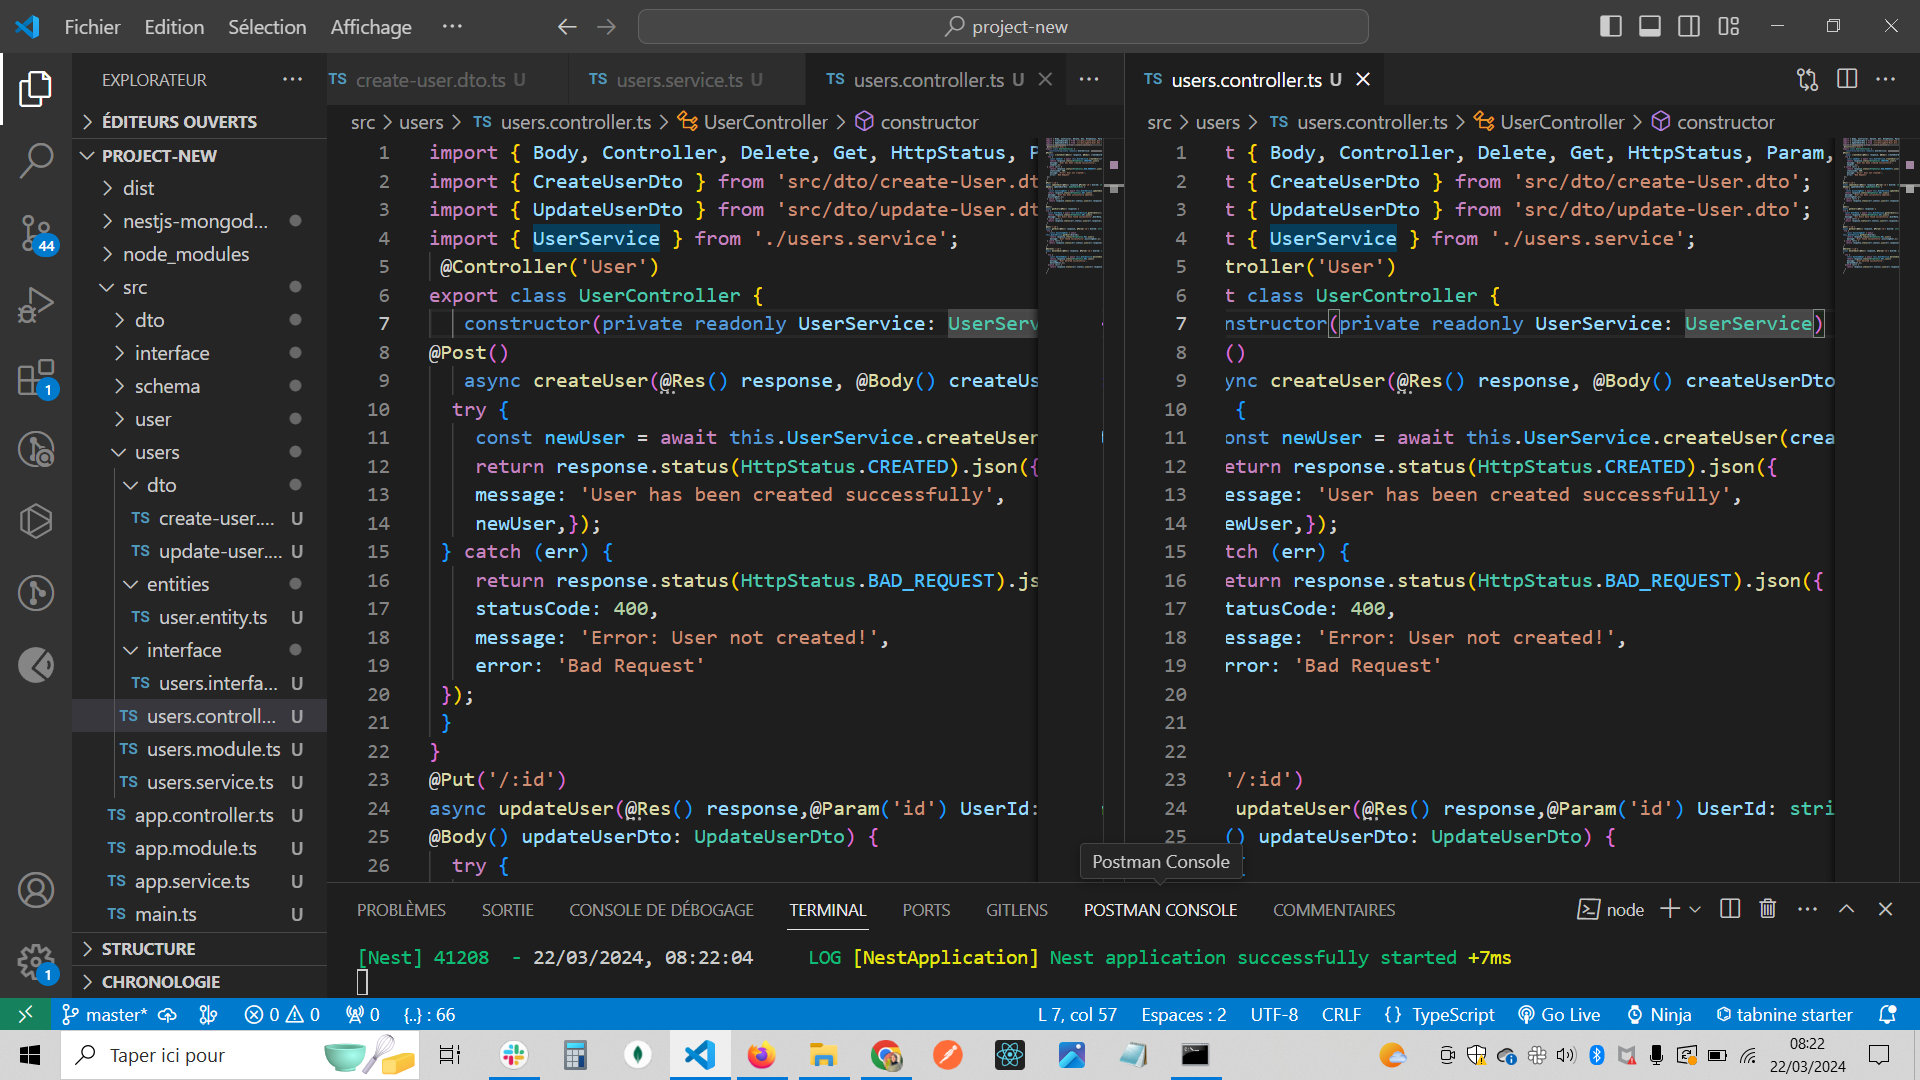 Fichier Edition Sélection Affichage ··· project-new
EXPLORATEUR ···
ÉDITEURS OUVERTS
PROJECT-NEW
dist
nestjs-mongod...
node_modules
src
dto
interface
schema
user
users
dto
TS create-user.... U
TS update-user.... U
entities
TS user.entity.ts U
interface
TS users.interfa... U
TS users.controll... U
TS users.module.ts U
TS users.service.ts U
TS app.controller.ts U
TS app.module.ts U
TS app.service.ts U
TS main.ts U
STRUCTURE
CHRONOLOGIE
44
1
1
TS create-user.dto.ts U TS users.service.ts U TS users.controller.ts U ···
src > users > TS users.controller.ts > UserController > constructor
1 import { Body, Controller, Delete, Get, HttpStatus, P
2 import { CreateUserDto } from 'src/dto/create-User.dt
3 import { UpdateUserDto } from 'src/dto/update-User.dt
4 import { UserService } from './users.service';
5 @Controller('User')
6 export class UserController {
7 constructor(private readonly UserService: UserServ
8 @Post()
9 async createUser(@Res() response, @Body() createUs
10 try {
11 const newUser = await this.UserService.createUser
12 return response.status(HttpStatus.CREATED).json({
13 message: 'User has been created successfully',
14 newUser,});
15 } catch (err) {
16 return response.status(HttpStatus.BAD_REQUEST).js
17 statusCode: 400,
18 message: 'Error: User not created!',
19 error: 'Bad Request'
20 });
21 }
22 }
23 @Put('/:id')
24 async updateUser(@Res() response,@Param('id') UserId:
25 @Body() updateUserDto: UpdateUserDto) {
26 try {
TS users.controller.ts U ···
src > users > TS users.controller.ts > UserController > constructor
1 t { Body, Controller, Delete, Get, HttpStatus, Param,
2 t { CreateUserDto } from 'src/dto/create-User.dto';
3 t { UpdateUserDto } from 'src/dto/update-User.dto';
4 t { UserService } from './users.service';
5 troller('User')
6 t class UserController {
7 nstructor(private readonly UserService: UserService)
8 ()
9 ync createUser(@Res() response, @Body() createUserDto
10 {
11 onst newUser = await this.UserService.createUser(crea
12 eturn response.status(HttpStatus.CREATED).json({
13 essage: 'User has been created successfully',
14 ewUser,});
15 tch (err) {
16 eturn response.status(HttpStatus.BAD_REQUEST).json({
17 tatusCode: 400,
18 essage: 'Error: User not created!',
19 rror: 'Bad Request'
20
21
22
23 '/:id')
24 updateUser(@Res() response,@Param('id') UserId: stri
25 () updateUserDto: UpdateUserDto) {
Postman Console
PROBLÈMES SORTIE CONSOLE DE DÉBOGAGE TERMINAL PORTS GITLENS POSTMAN CONSOLE COMMENTAIRES node
[Nest] 41208 - 22/03/2024, 08:22:04 LOG [NestApplication] Nest application successfully started +7ms
master* 0 0 0 {..} : 66 L 7, col 57 Espaces : 2 UTF-8 CRLF {} TypeScript Go Live Ninja tabnine starter
Taper ici pour
08:22
22/03/2024